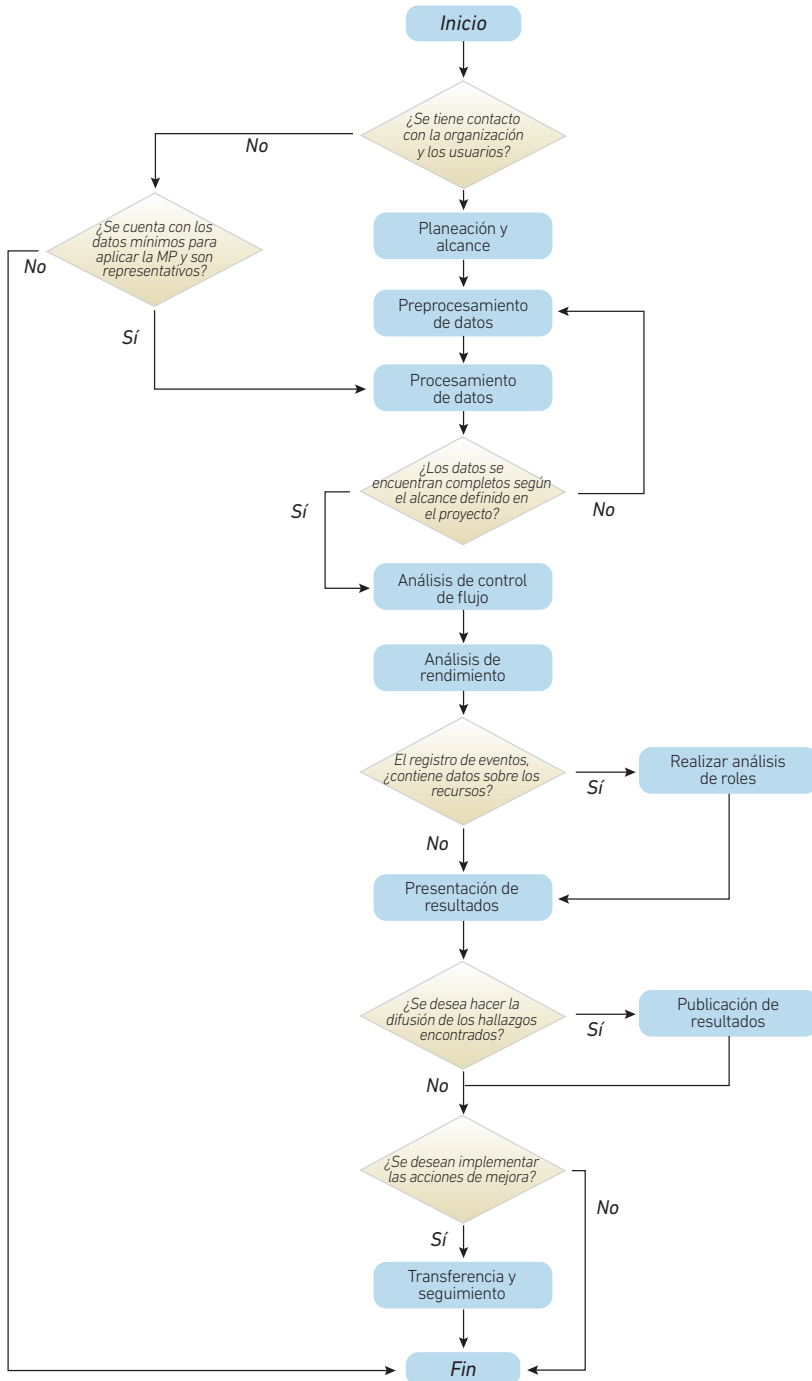 Inicio
¿Se tiene contacto
con la organización
y los usuarios?
No
¿Se cuenta con los
datos mínimos para
aplicar la MP y son
representativos?
No
Sí
Planeación y
alcance
Preprocesamiento
de datos
Procesamiento
de datos
¿Los datos se
encuentran completos según
el alcance definido en
el proyecto?
Sí
No
Análisis de control
de flujo
Análisis de
rendimiento
El registro de eventos,
¿contiene datos sobre los
recursos?
Sí
Realizar análisis
de roles
No
Presentación de
resultados
¿Se desea hacer la
difusión de los hallazgos
encontrados?
Sí
Publicación de
resultados
No
¿Se desean implementar
las acciones de mejora?
No
Sí
Transferencia y
seguimiento
Fin